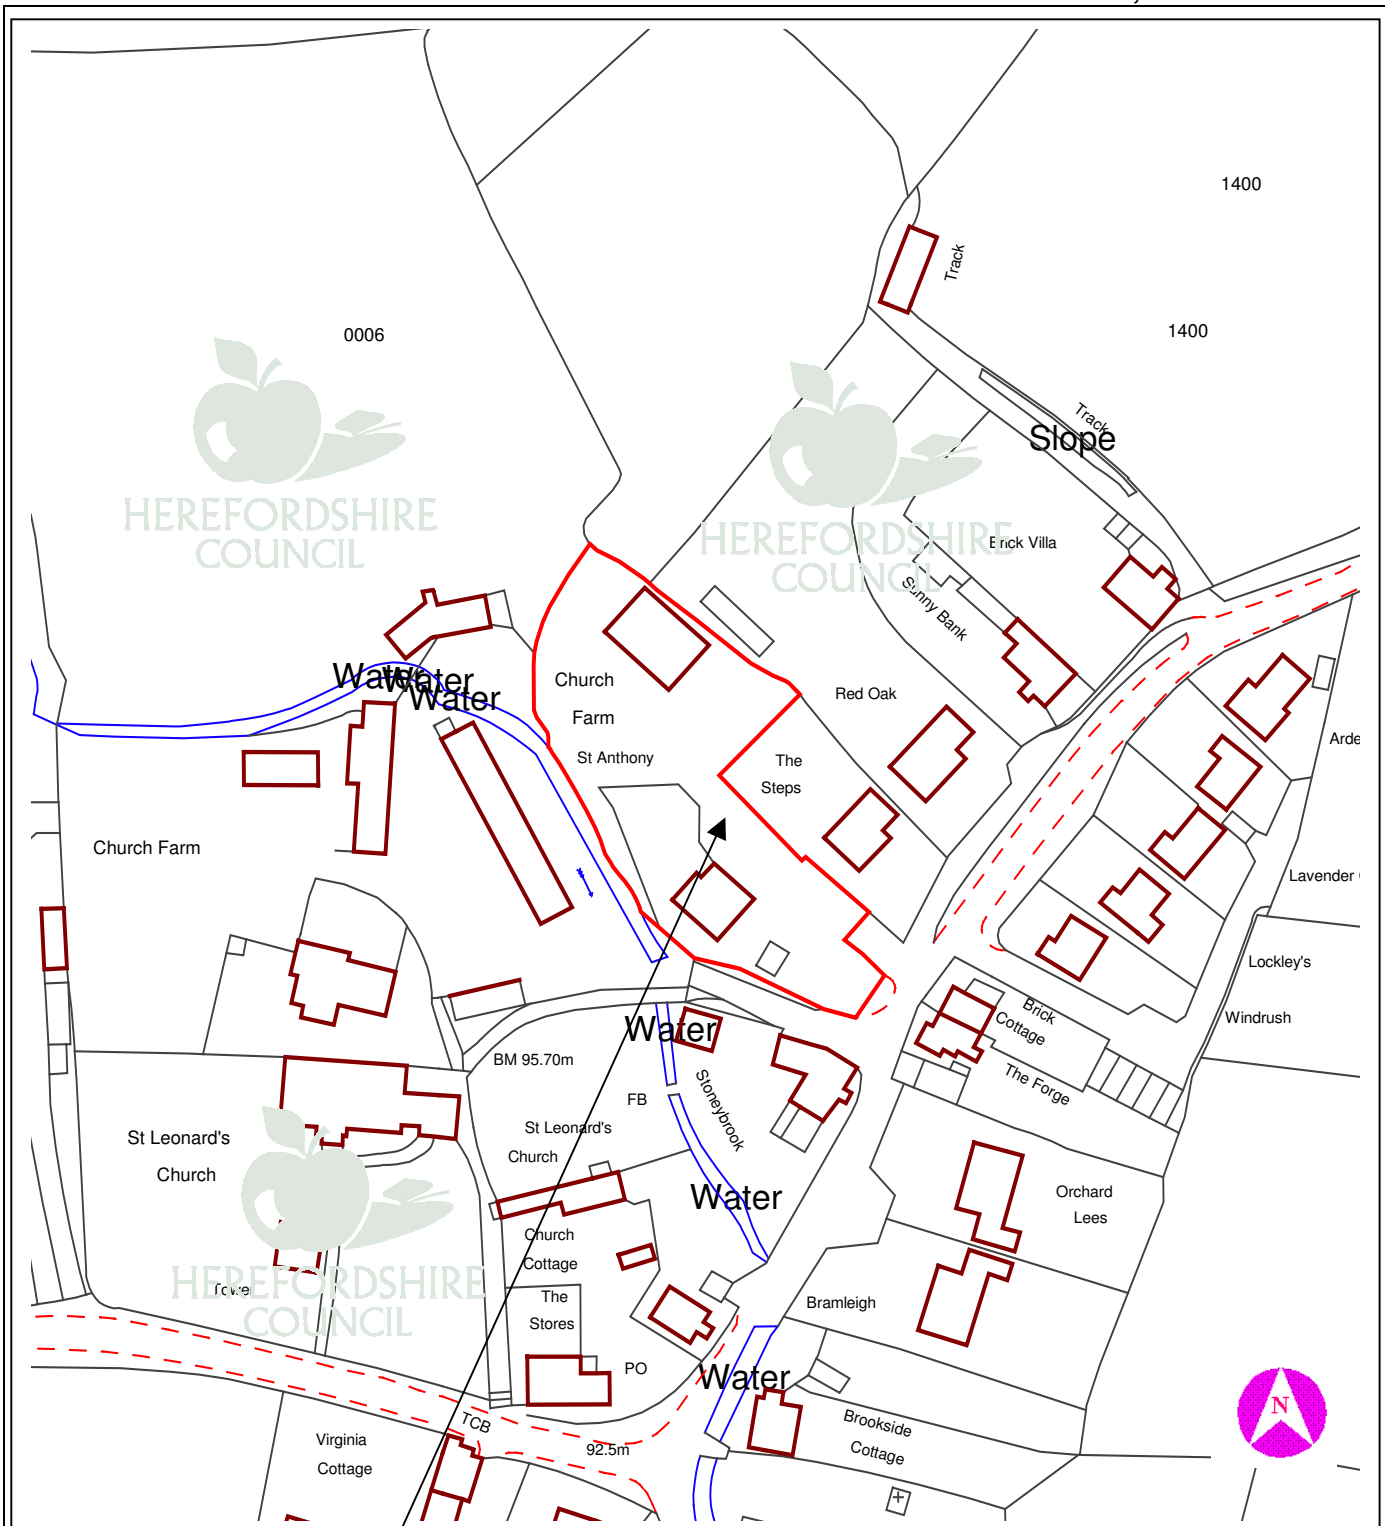 1400
Track
0006
1400
Track
Slope
HEREFORDSHIRE
COUNCIL
HEREFORDSHIRE
COUNCIL
Brick Villa
Sunny Bank
Water
Water
Water
Church
Farm
Red Oak
St Anthony
The
Steps
Arde
Church Farm
Lavender
Lockley's
Windrush
Brick
Cottage
Water
BM 95.70m
The Forge
FB
Stoneybrook
St Leonard's
Church
St Leonard's
Church
Water
Orchard
Lees
Church
Cottage
HEREFORDSHIRE
COUNCIL
Tower
The
Stores
Bramleigh
PO
Water
TCB
92.5m
Virginia
Cottage
Brookside
Cottage
N